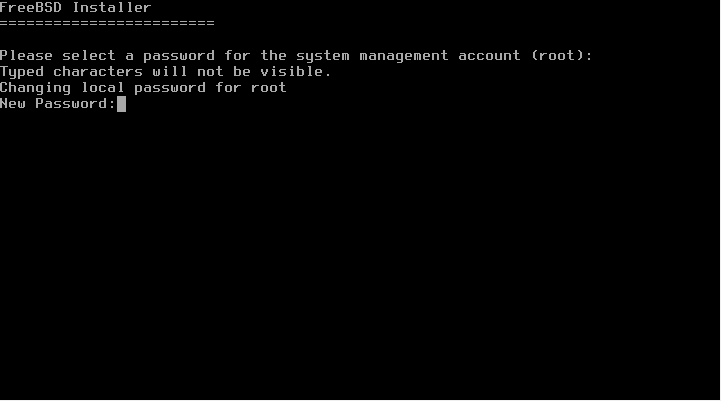 FreeBSD Installer
========================
Please select a password for the system management account (root):
Typed characters will not be visible.
Changing local password for root
New Password: